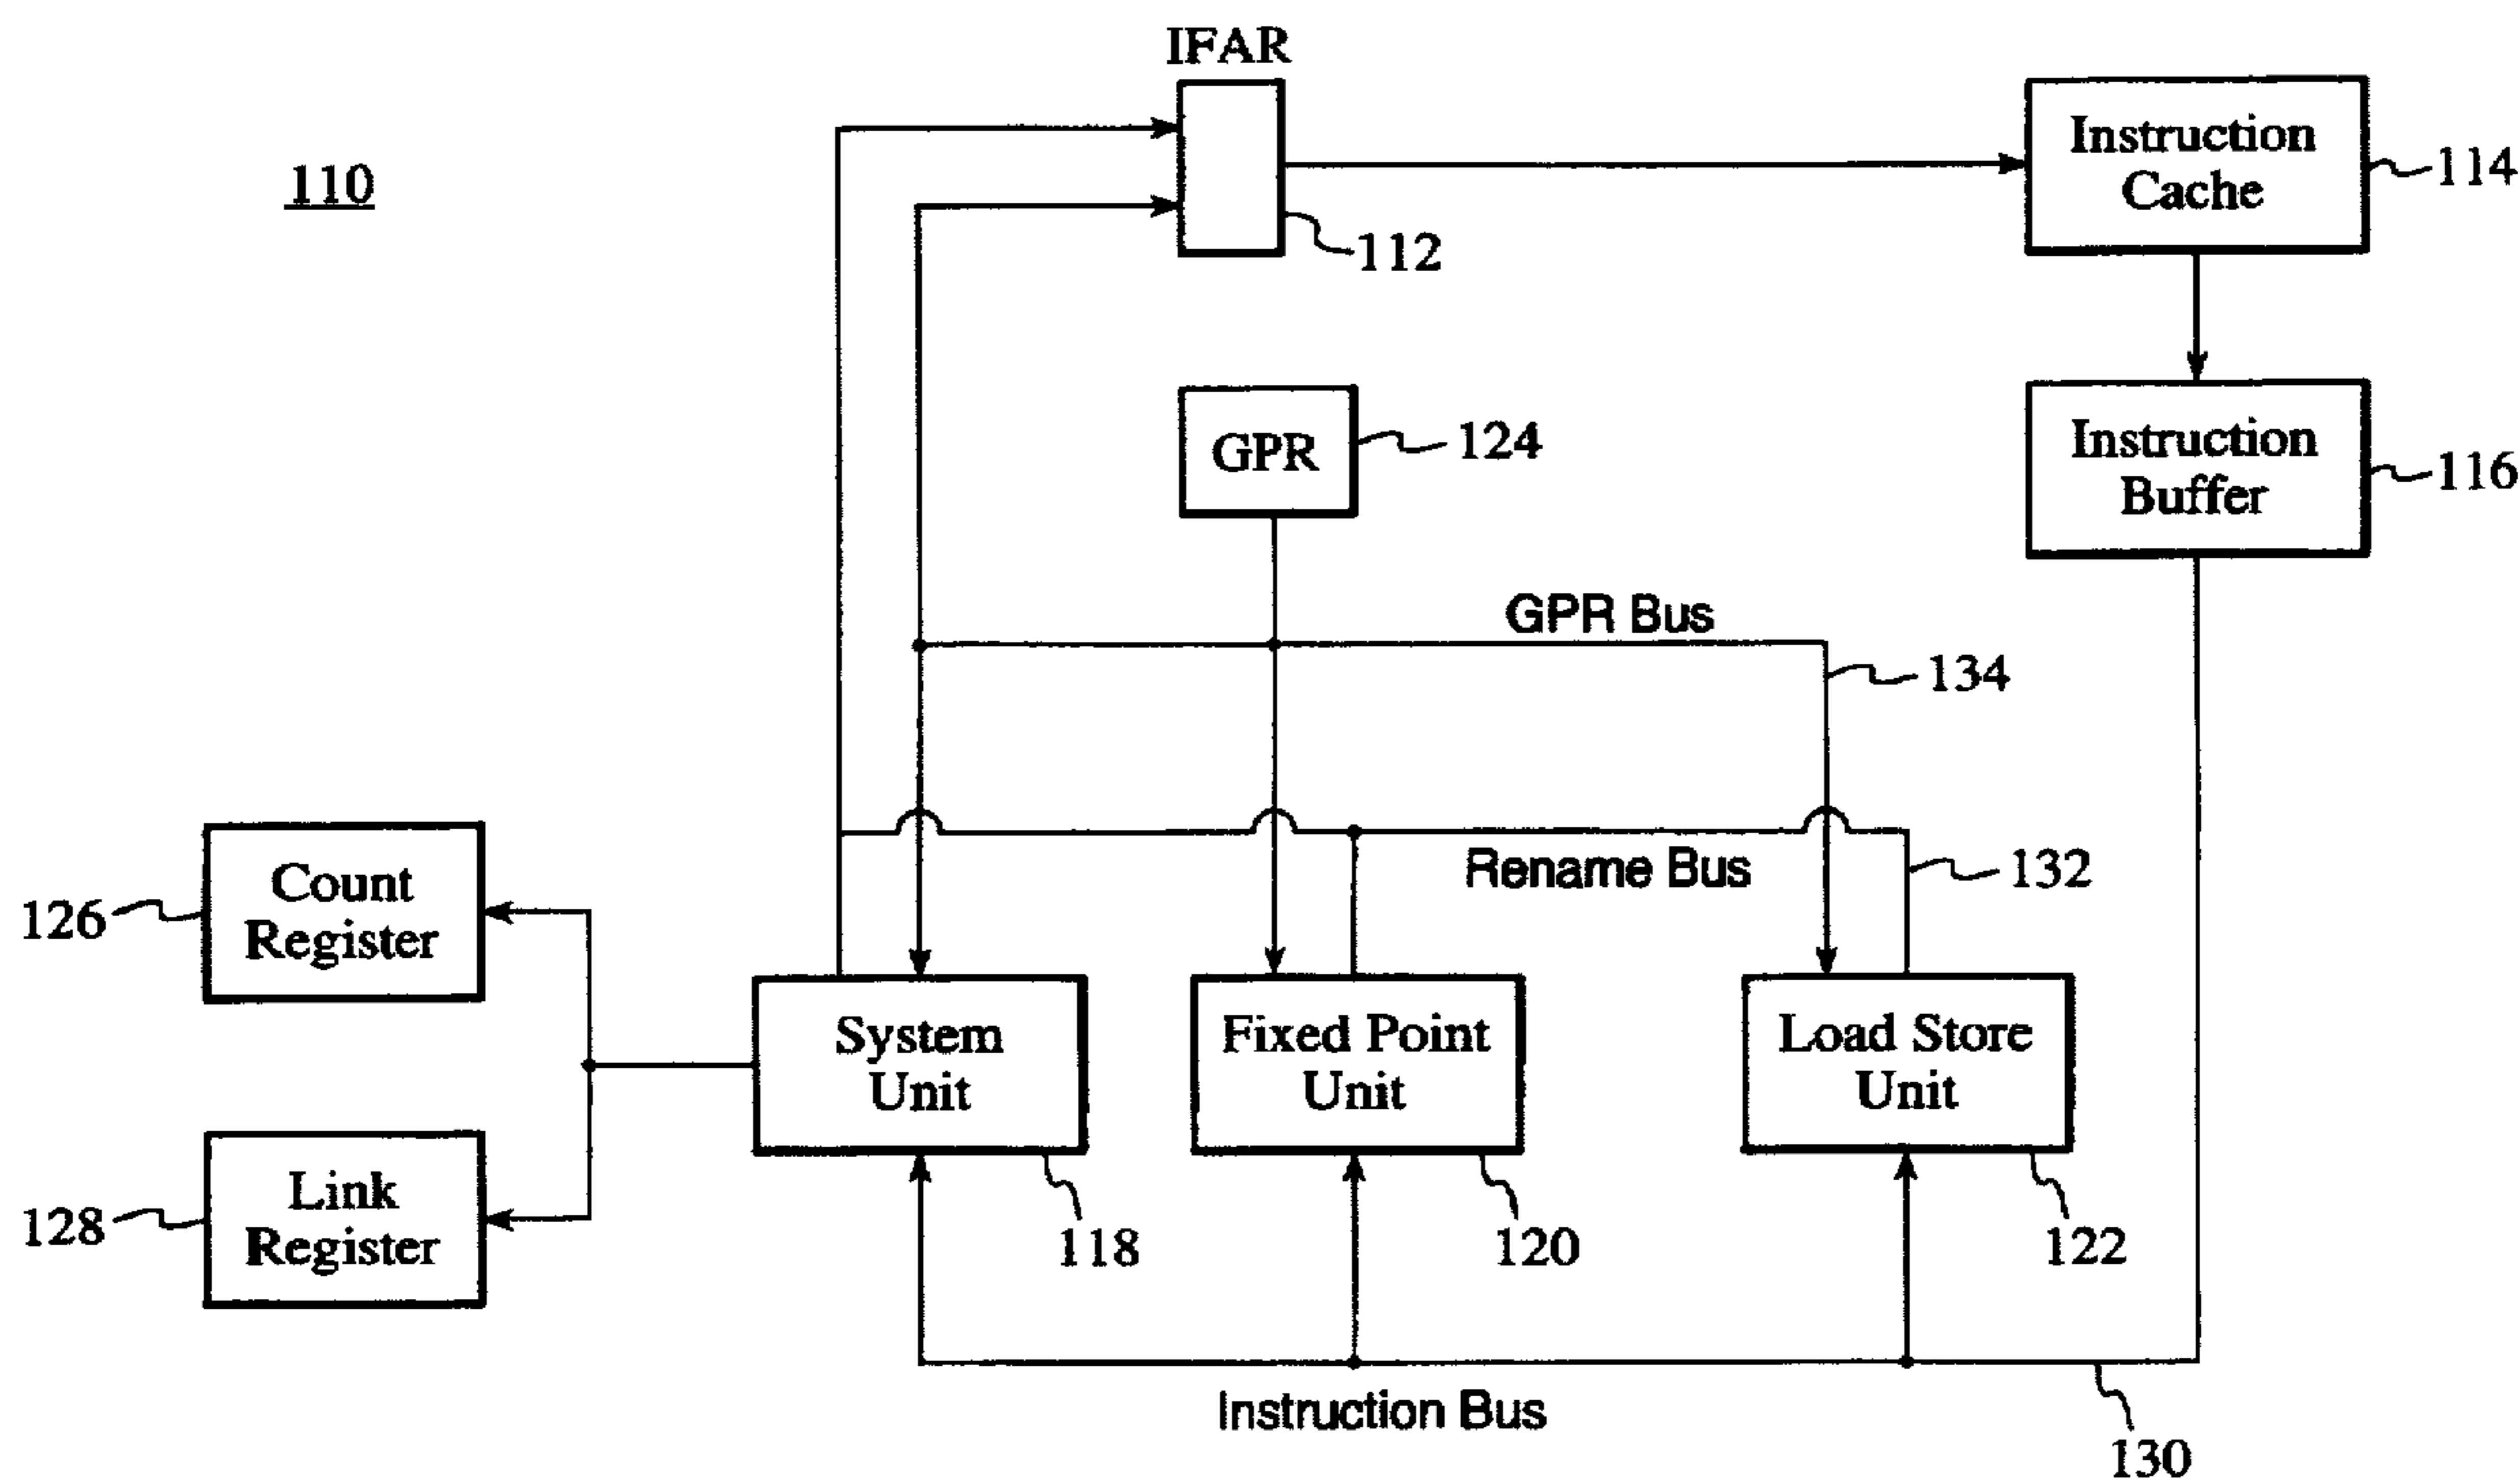 IFAR
110
Instruction
Cache
114
112
GPR
124
Instruction
Buffer
116
GPR Bus
134
Rename Bus
132
126
Count
Register
System
Unit
Fixed Point
Unit
Load Store
Unit
128
Link
Register
118
120
122
Instruction Bus
130